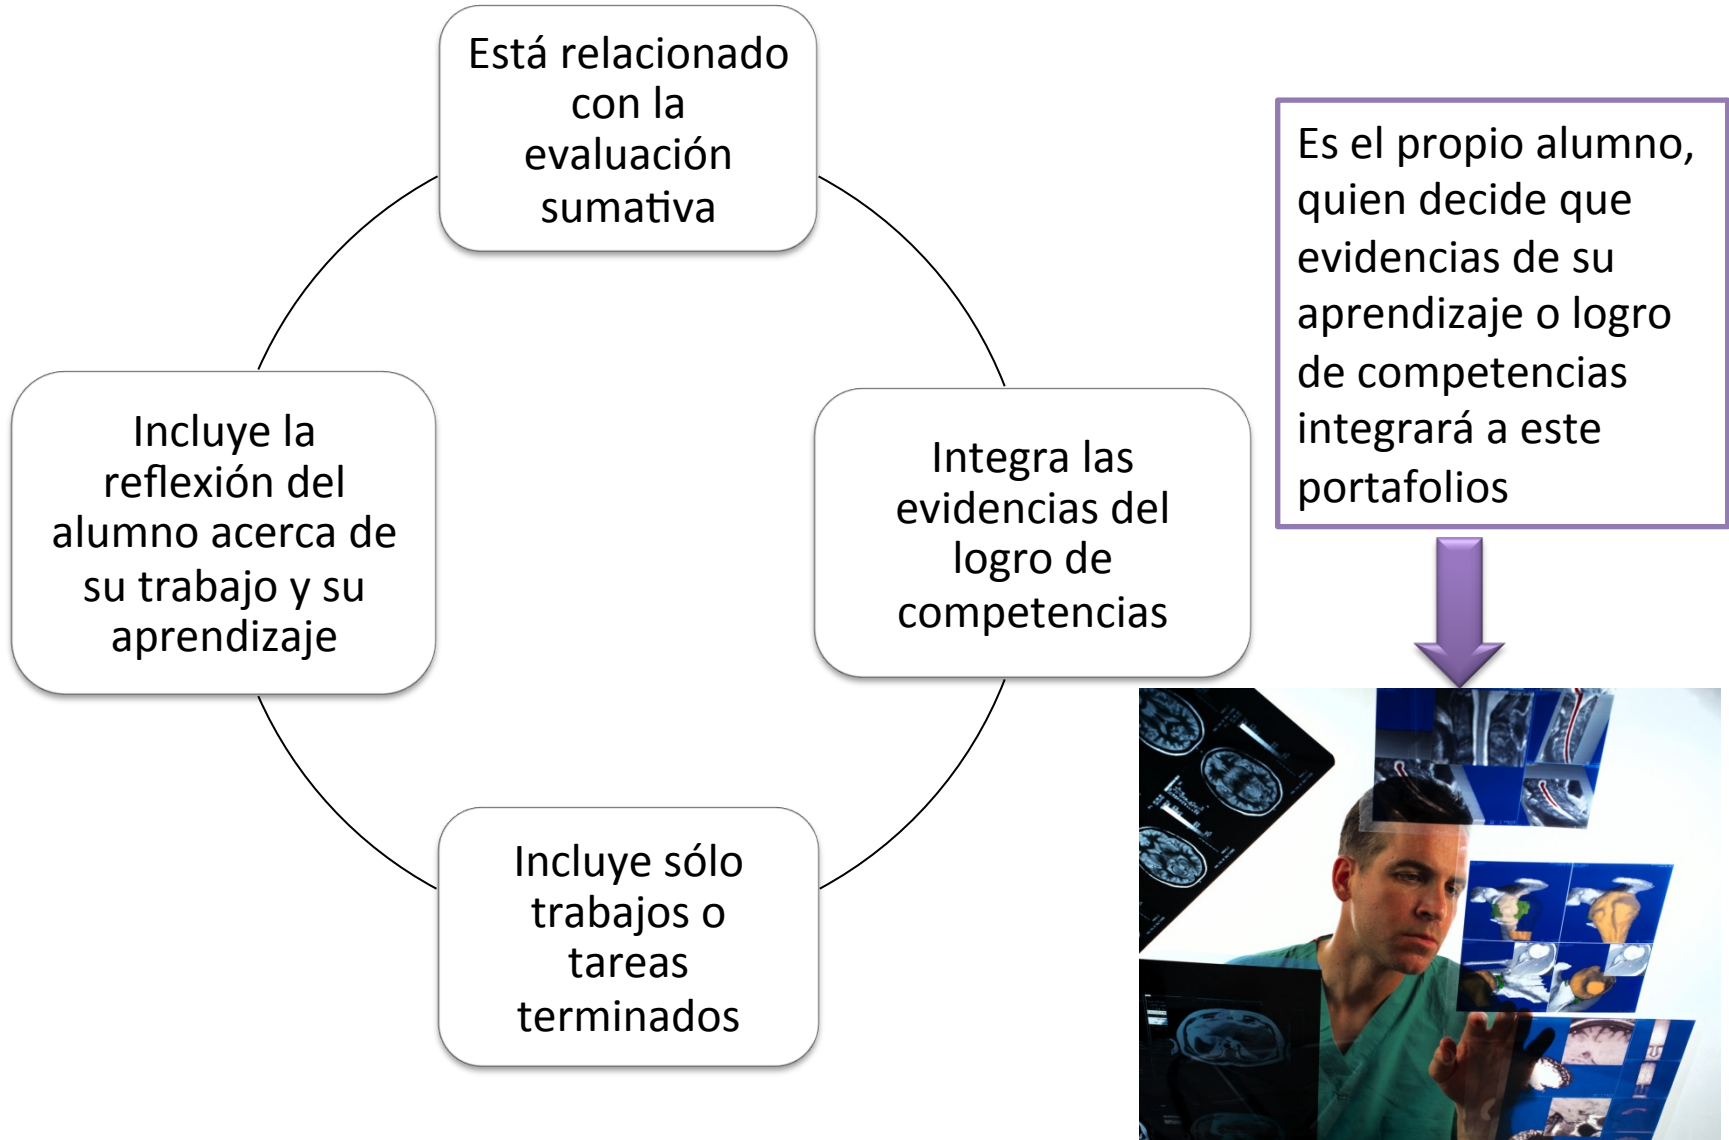 Está relacionado
con la
evaluación
sumativa
Es el propio alumno,
quien decide que
evidencias de su
aprendizaje o logro
de competencias
integrará a este
portafolios
Incluye la
reflexión del
alumno acerca de
su trabajo y su
aprendizaje
Integra las
evidencias del
logro de
competencias
Incluye sólo
trabajos o
tareas
terminados